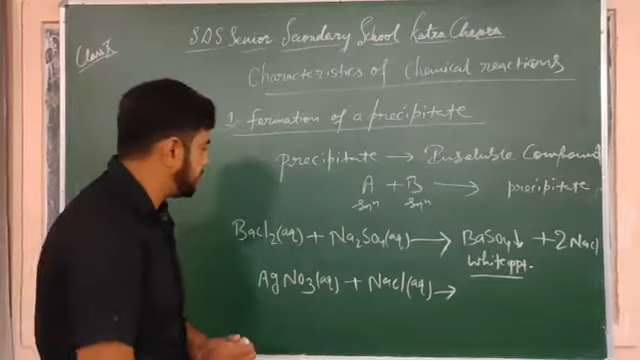 Class X
SDS Senior Secondary School Katra Chenra
Characteristics of chemical reactions
1. Formation of a precipitate
precipitate → Insoluble Compound
A + B → precipitate
solⁿ solⁿ
BaCl2(aq) + Na2SO4(aq) → BaSO4↓ + 2NaCl
White ppt.
AgNO3(aq) + NaCl(aq) →